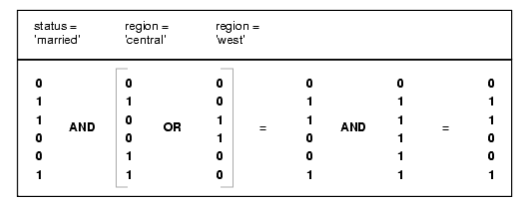 status = region = region =
'married' 'central' 'west'
0 0 0 0 0 0
1 1 0 1 1 1
1 AND 0 OR 1 = 1 AND 1 = 1
0 0 1 0 1 0
0 1 0 0 1 0
1 1 0 1 1 1